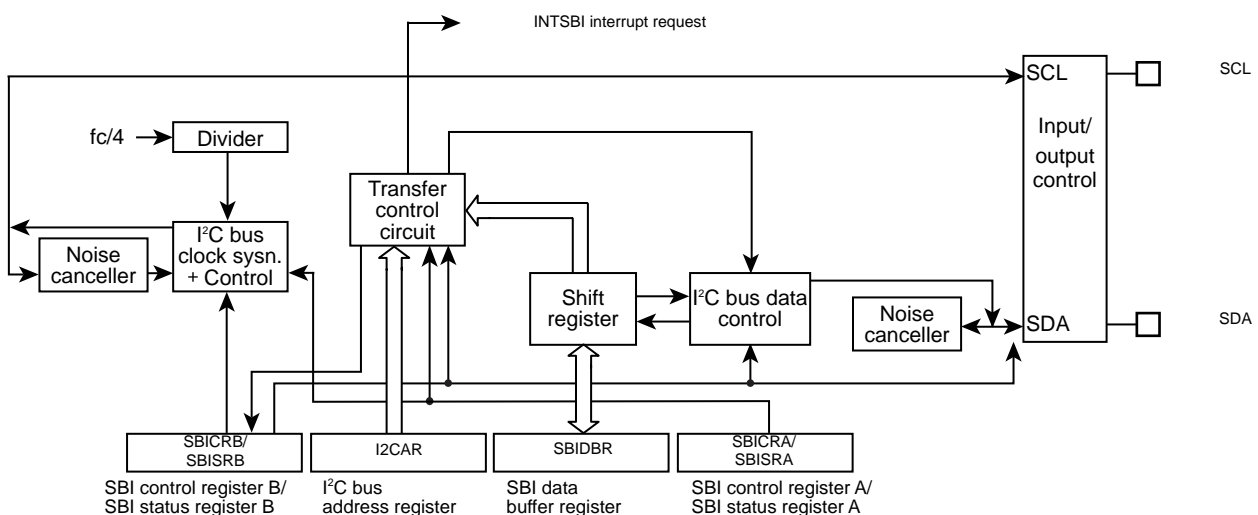 INTSBI interrupt request
SCL
SCL
fc/4
Divider
Input/
output
control
Transfer
control
circuit
I²C bus
clock sysn.
+ Control
Noise
canceller
Shift
register
I²C bus data
control
Noise
canceller
SDA
SDA
SBICRB/
SBISRB
I2CAR
SBIDBR
SBICRA/
SBISRA
SBI control register B/
SBI status register B
I²C bus
address register
SBI data
buffer register
SBI control register A/
SBI status register A